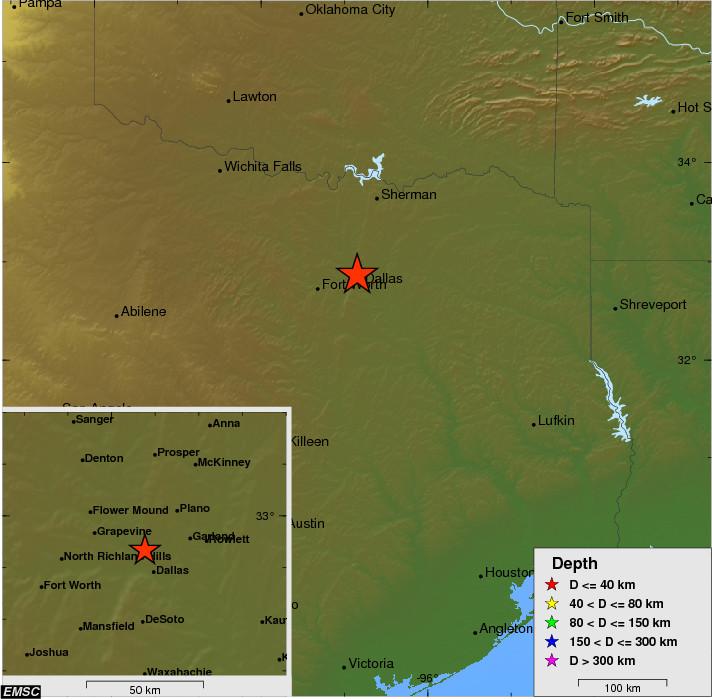 Pampa
Oklahoma City
Fort Smith
Lawton
Hot S
Wichita Falls
34°
Sherman
Ca
Dallas
Fort Worth
Abilene
Shreveport
32°
San Angelo
Lufkin
Killeen
Austin
Houston
Angleton
Victoria
-96°
Sanger
Anna
Prosper
Denton
McKinney
Flower Mound
Plano
33°
Grapevine
Garland
Rowlett
North Richland Hills
Dallas
Fort Worth
DeSoto
Mansfield
Kau
Joshua
K
Waxahachie
EMSC
50 km
o
Depth
D <= 40 km
40 < D <= 80 km
80 < D <= 150 km
150 < D <= 300 km
D > 300 km
100 km